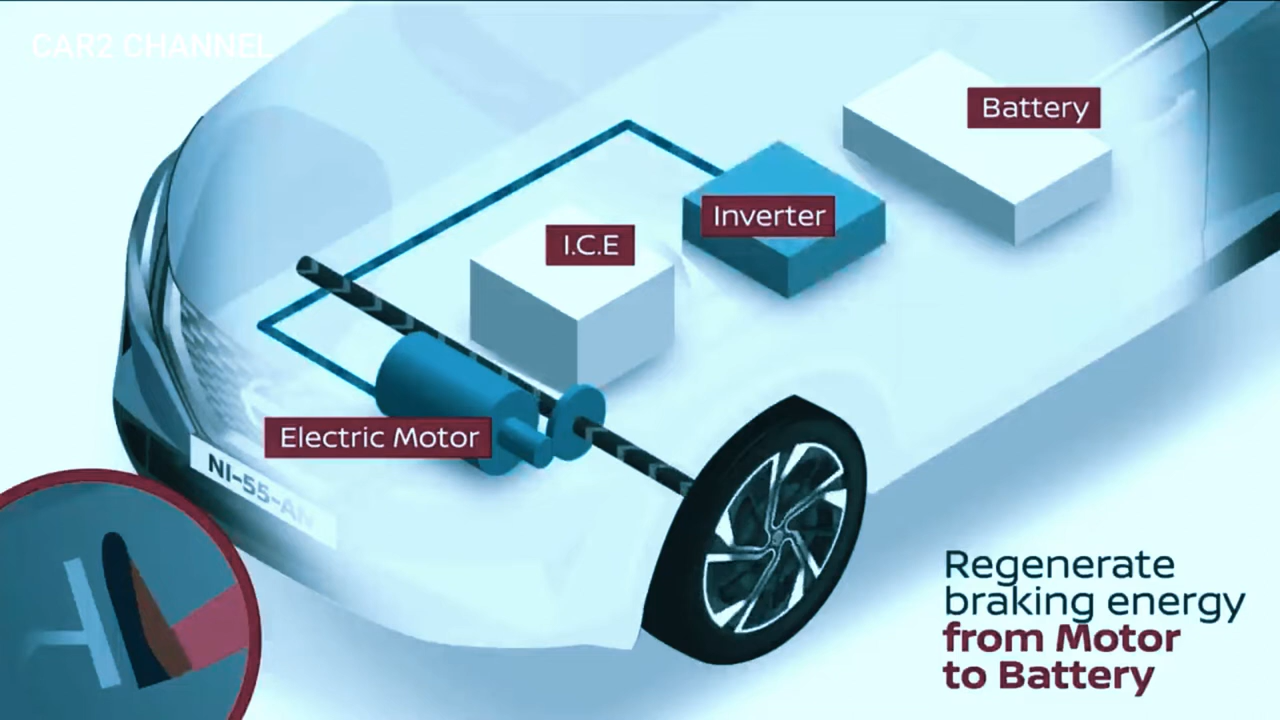 CAR2 CHANNEL
Battery
Inverter
I.C.E
Electric Motor
NI-55-AN
Regenerate
braking energy
from Motor
to Battery